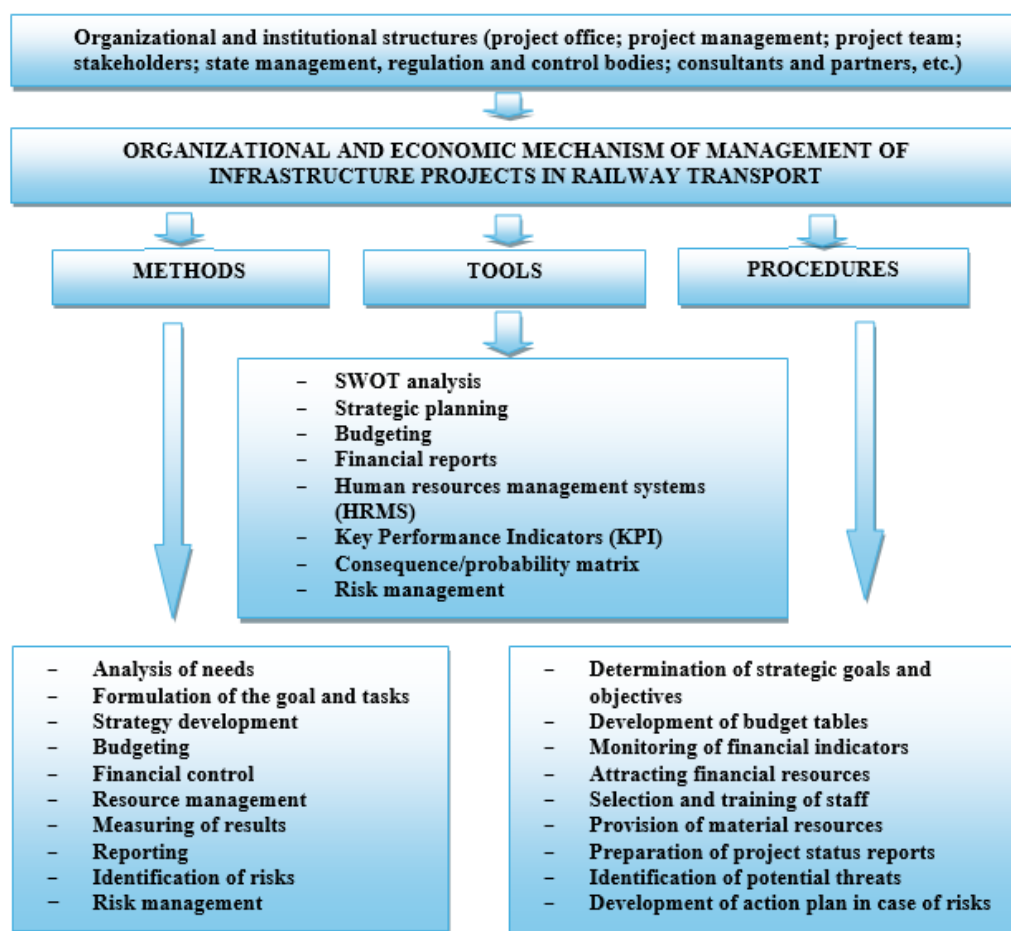 Organizational and institutional structures (project office; project management; project team;
stakeholders; state management, regulation and control bodies; consultants and partners, etc.)
ORGANIZATIONAL AND ECONOMIC MECHANISM OF MANAGEMENT OF
INFRASTRUCTURE PROJECTS IN RAILWAY TRANSPORT
METHODS
TOOLS
PROCEDURES
– SWOT analysis
– Strategic planning
– Budgeting
– Financial reports
– Human resources management systems
(HRMS)
– Key Performance Indicators (KPI)
– Consequence/probability matrix
– Risk management
– Analysis of needs
– Formulation of the goal and tasks
– Strategy development
– Budgeting
– Financial control
– Resource management
– Measuring of results
– Reporting
– Identification of risks
– Risk management
– Determination of strategic goals and
objectives
– Development of budget tables
– Monitoring of financial indicators
– Attracting financial resources
– Selection and training of staff
– Provision of material resources
– Preparation of project status reports
– Identification of potential threats
– Development of action plan in case of risks